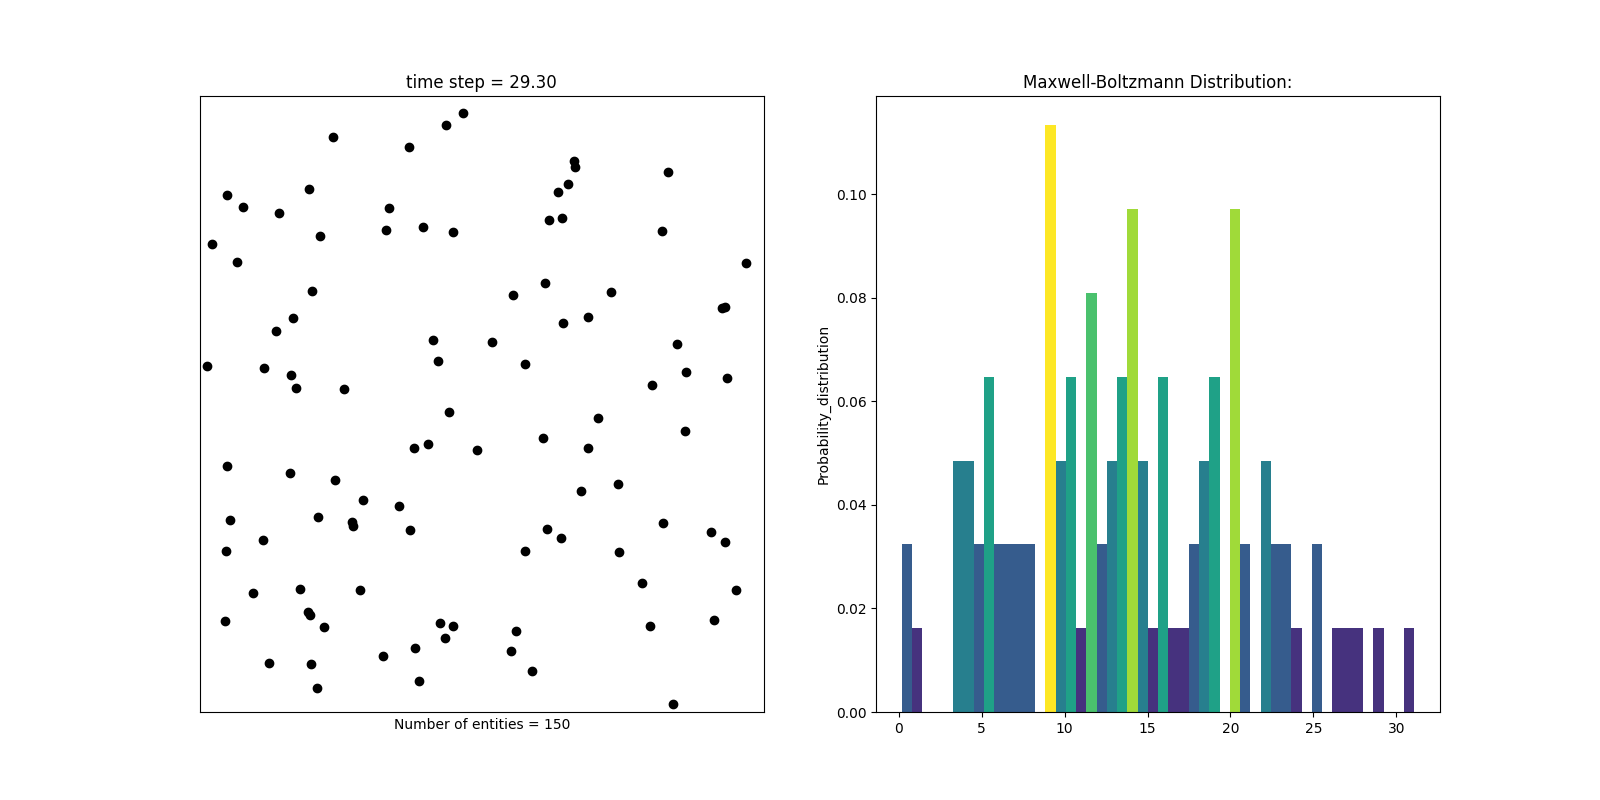 time step = 29.30
Number of entities = 150
Maxwell-Boltzmann Distribution:
Probability_distribution
0.10
0.08
0.06
0.04
0.02
0.00
0 5 10 15 20 25 30